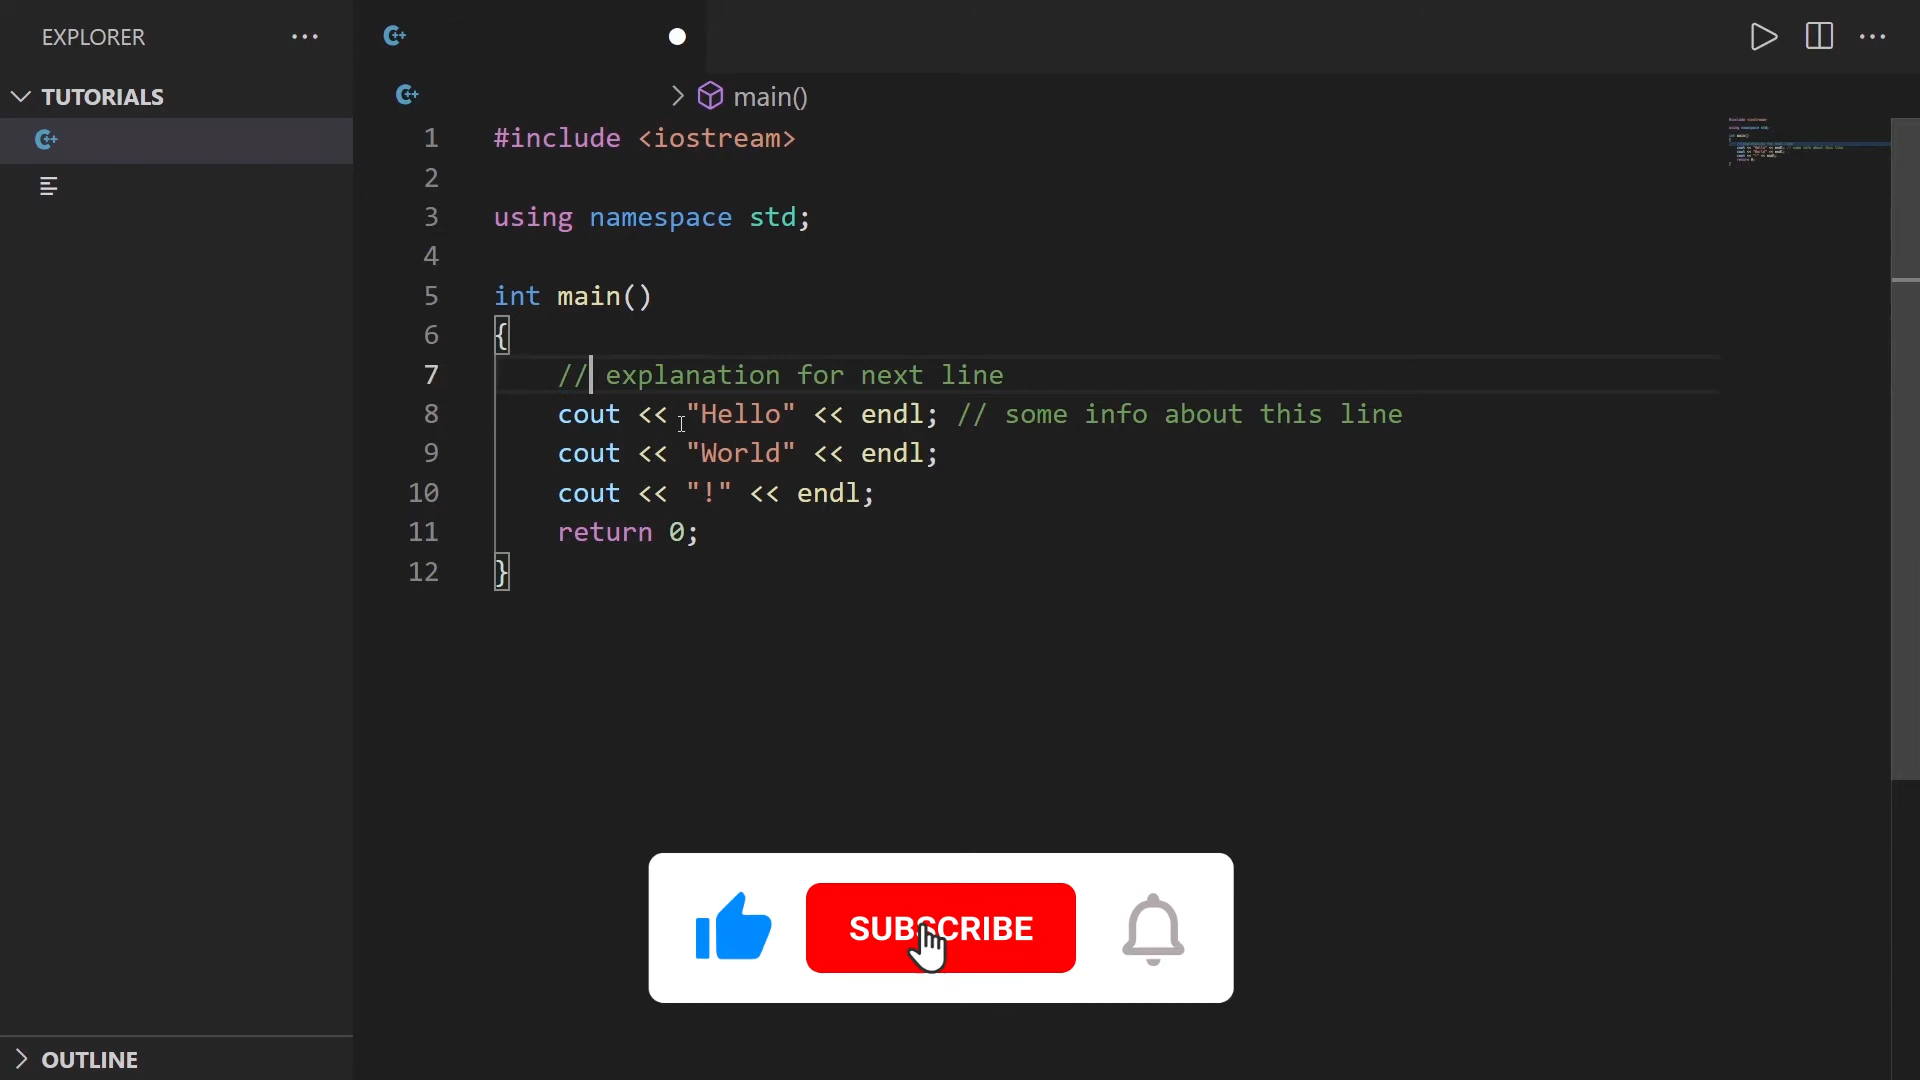 EXPLORER
TUTORIALS
main()
1 #include <iostream>
2
3 using namespace std;
4
5 int main()
6 {
7 // explanation for next line
8 cout << "Hello" << endl; // some info about this line
9 cout << "World" << endl;
10 cout << "!" << endl;
11 return 0;
12 }
SUBSCRIBE
OUTLINE